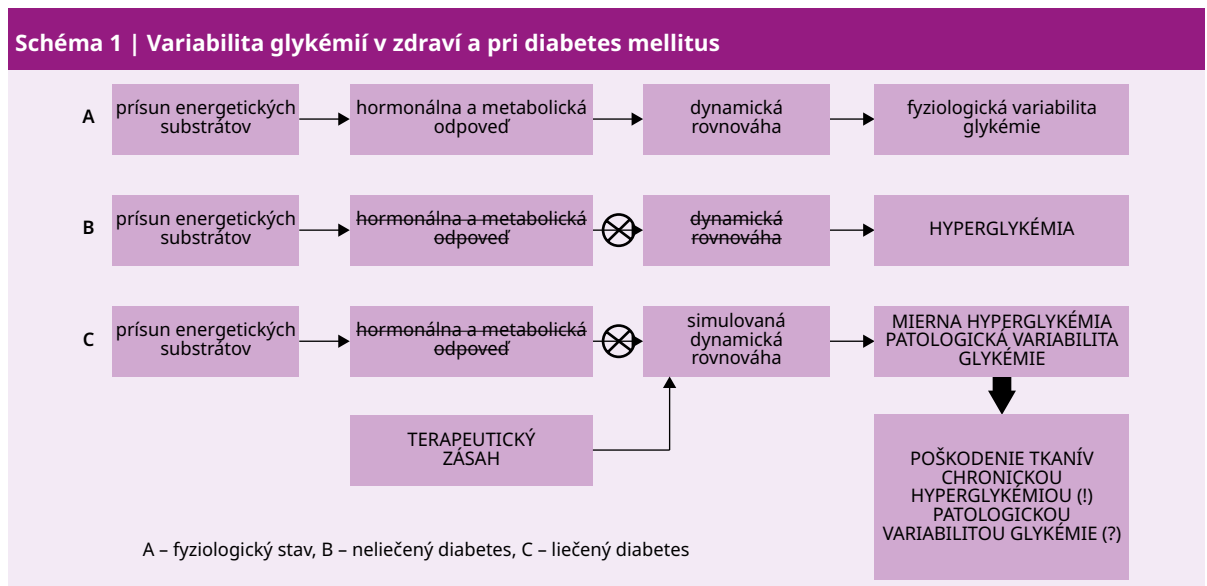 Schéma 1 | Variabilita glykémií v zdraví a pri diabetes mellitus
A
prísun energetických
substrátov
hormonálna a metabolická
odpoveď
dynamická
rovnováha
fyziologická variabilita
glykémie
B
prísun energetických
substrátov
hormonálna a metabolická
odpoveď
dynamická
rovnováha
HYPERGLYKÉMIA
C
prísun energetických
substrátov
hormonálna a metabolická
odpoveď
simulovaná
dynamická
rovnováha
MIERNA HYPERGLYKÉMIA
PATOLOGICKÁ VARIABILITA
GLYKÉMIE
TERAPEUTICKÝ
ZÁSAH
POŠKODENIE TKANÍV
CHRONICKOU
HYPERGLYKÉMIOU (!)
PATOLOGICKOU
VARIABILITOU GLYKÉMIE (?)
A – fyziologický stav, B – neliečený diabetes, C – liečený diabetes